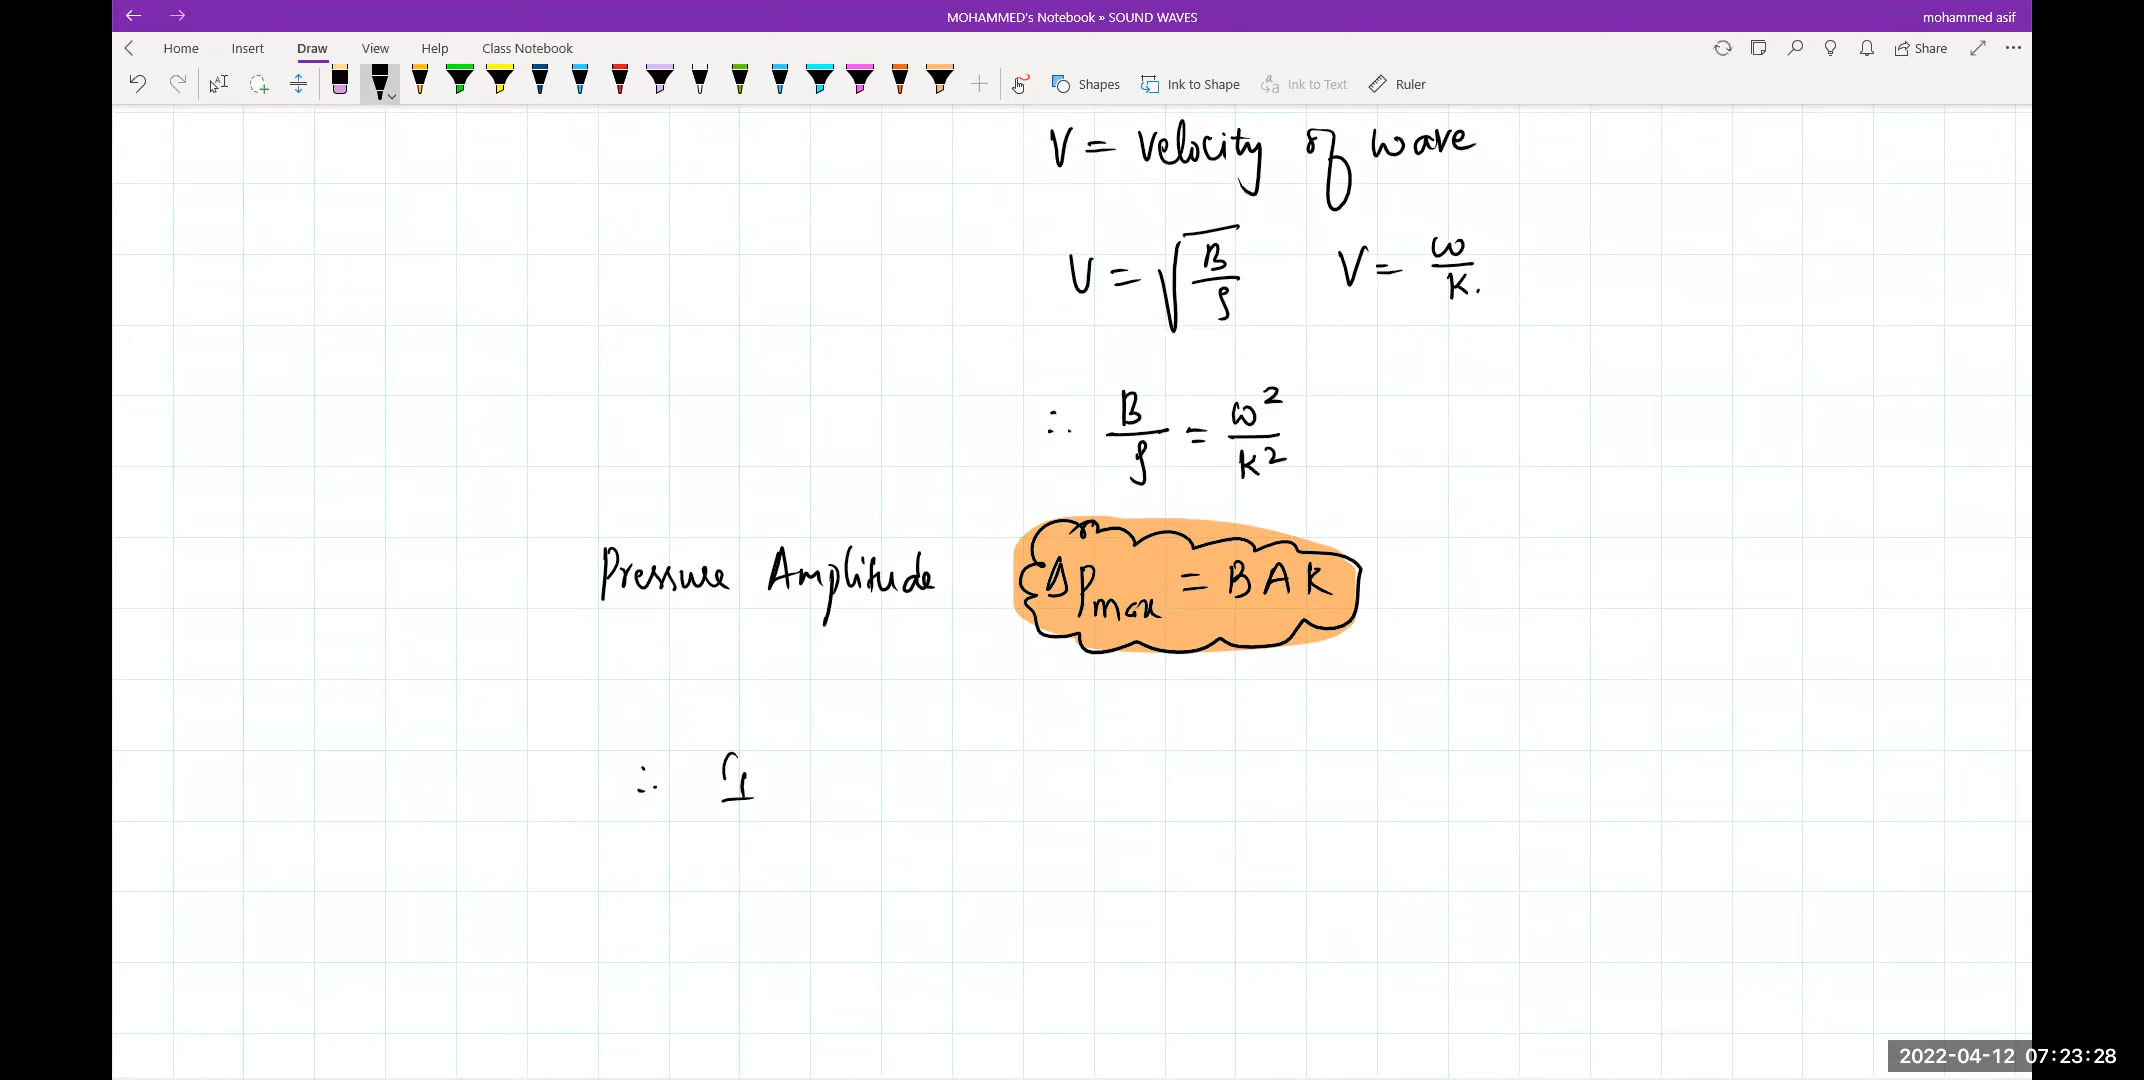 MOHAMMED's Notebook » SOUND WAVES
mohammed asif
Home Insert Draw View Help Class Notebook
Share
Shapes Ink to Shape Ink to Text Ruler
V = velocity of wave
V = √(B/ρ) V = ω/K.
∴ B/ρ = ω²/K²
Pressure Amplitude ΔPmax = BAK
∴
2022-04-12 07:23:28